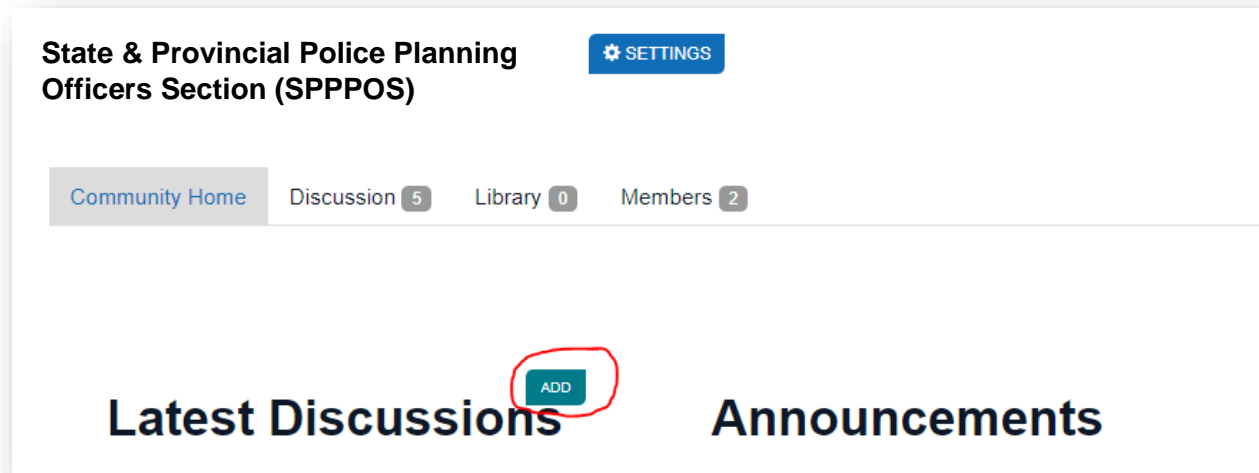 State & Provincial Police Planning
Officers Section (SPPPOS)
SETTINGS
Community Home Discussion 5 Library 0 Members 2
ADD
Latest Discussions Announcements